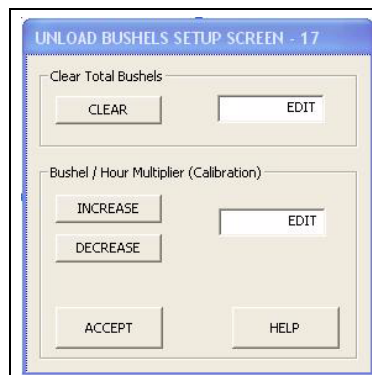 UNLOAD BUSHELS SETUP SCREEN - 17
Clear Total Bushels
CLEAR EDIT
Bushel / Hour Multiplier (Calibration)
INCREASE
EDIT
DECREASE
ACCEPT HELP